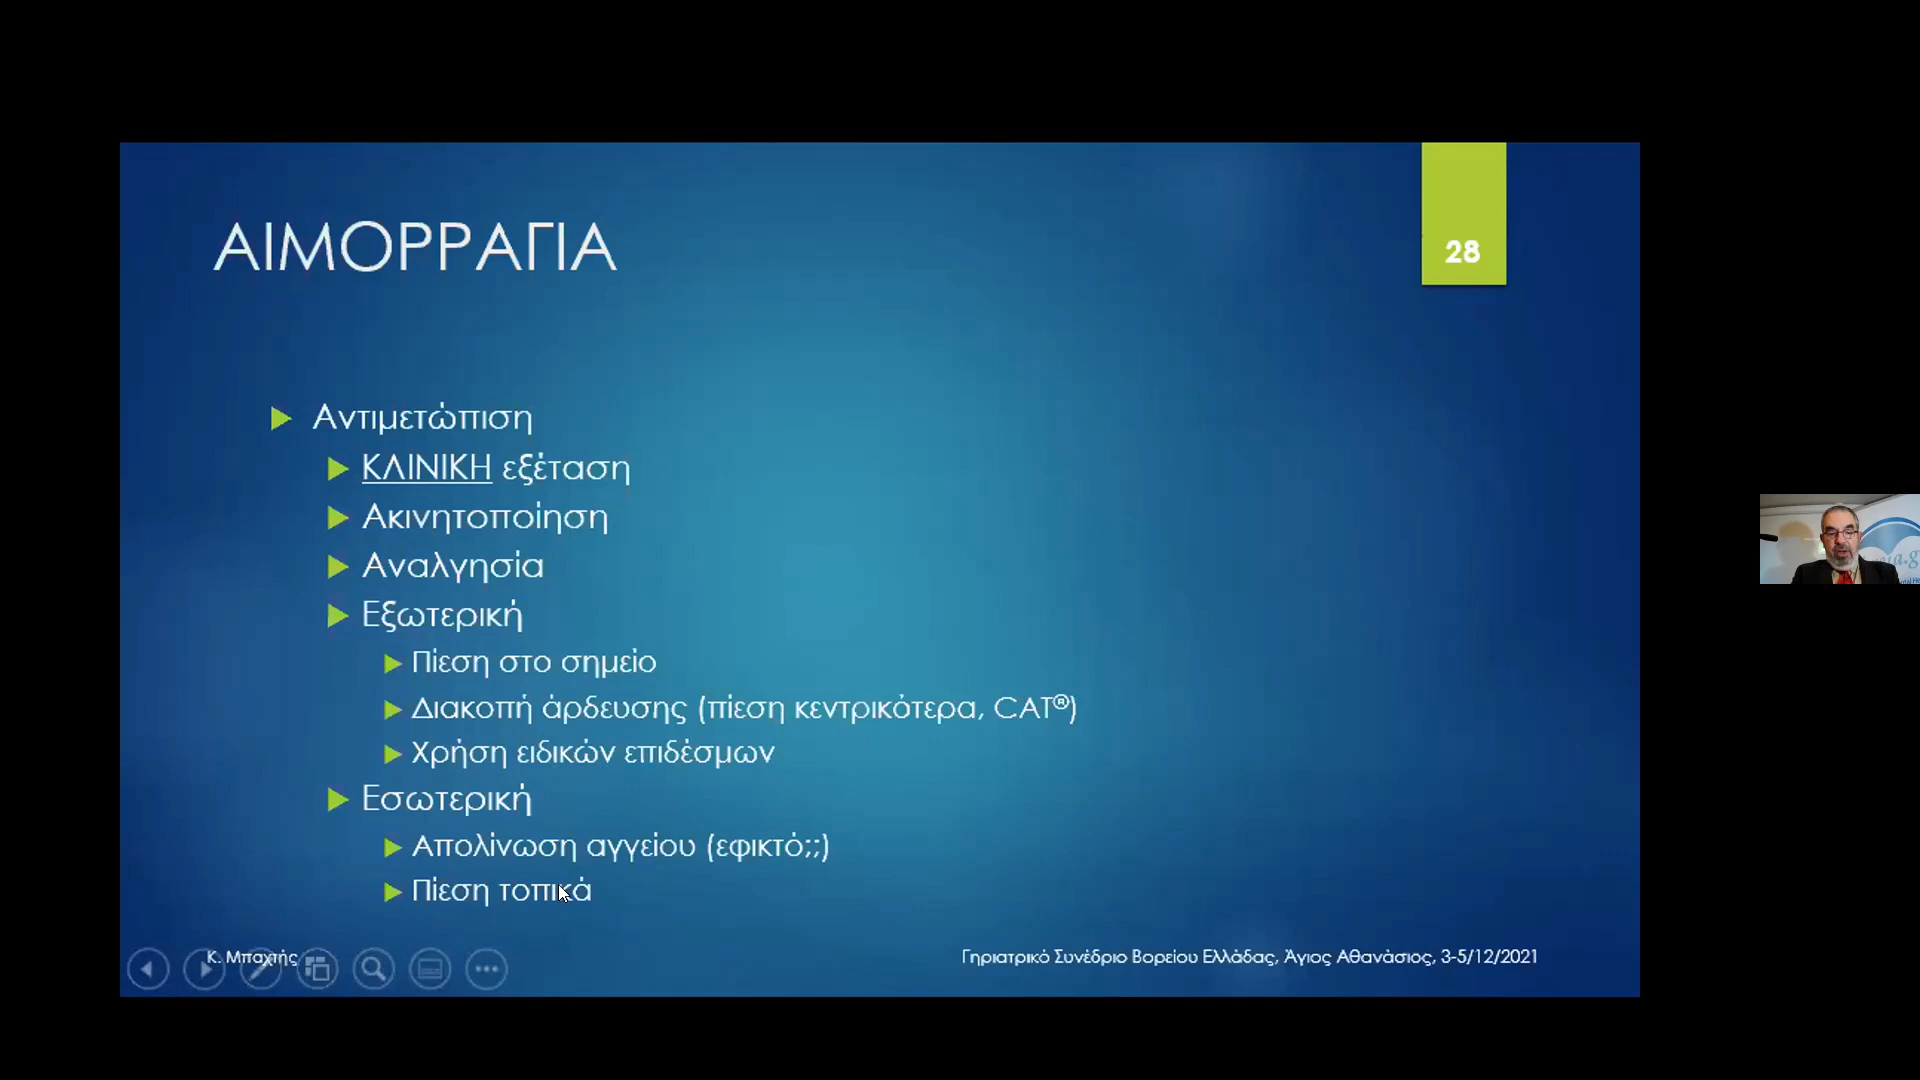 ΑΙΜΟΡΡΑΓΙΑ
28
Αντιμετώπιση
ΚΛΙΝΙΚΗ εξέταση
Ακινητοποίηση
Αναλγησία
Εξωτερική
Πίεση στο σημείο
Διακοπή άρδευσης (πίεση κεντρικότερα, CAT®)
Χρήση ειδικών επιδέσμων
Εσωτερική
Απολίνωση αγγείου (εφικτό;;)
Πίεση τοπικά
Κ. Μπαχτής
Γηριατρικό Συνέδριο Βορείου Ελλάδας, Άγιος Αθανάσιος, 3-5/12/2021